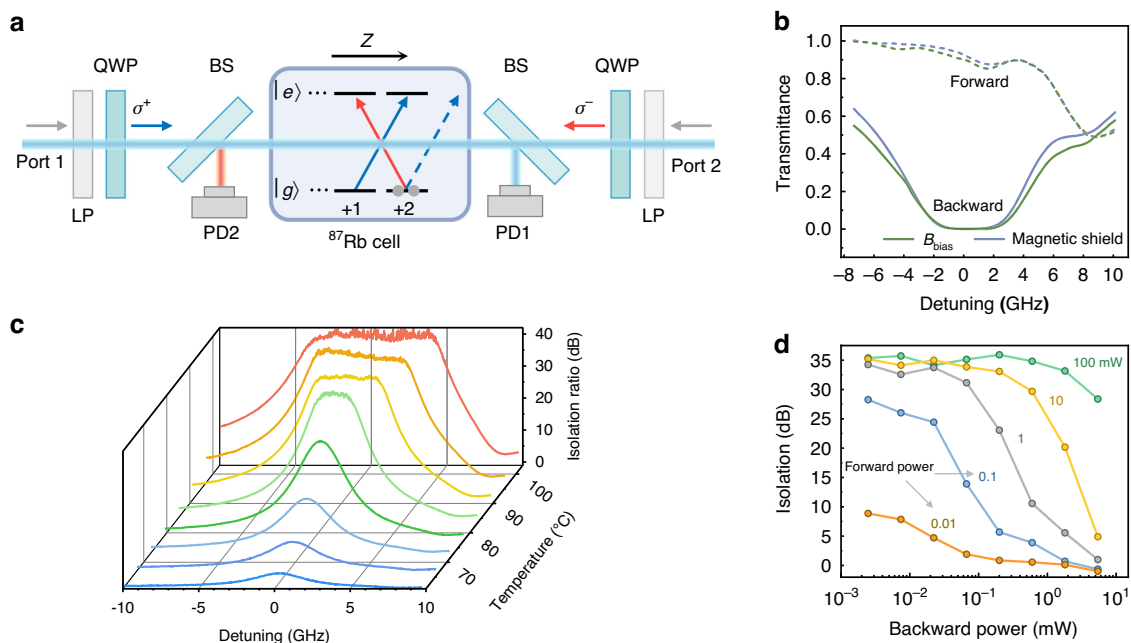 a
Z
QWP
BS
BS
QWP
|e⟩ ···
σ⁺
σ⁻
Port 1
Port 2
|g⟩ ···
+1
+2
LP
PD2
⁸⁷Rb cell
PD1
LP
b
Transmittance
1.0
0.8
0.6
0.4
0.2
0.0
Forward
Backward
B_bias
Magnetic shield
−8 −6 −4 −2 0 2 4 6 8 10
Detuning (GHz)
c
40
30
20
10
0
Isolation ratio (dB)
100
90
80
70
Temperature (°C)
-10 -5 0 5 10
Detuning (GHz)
d
Isolation (dB)
35
30
25
20
15
10
5
0
100 mW
10
1
Forward power
0.1
0.01
10⁻³ 10⁻² 10⁻¹ 10⁰ 10¹
Backward power (mW)